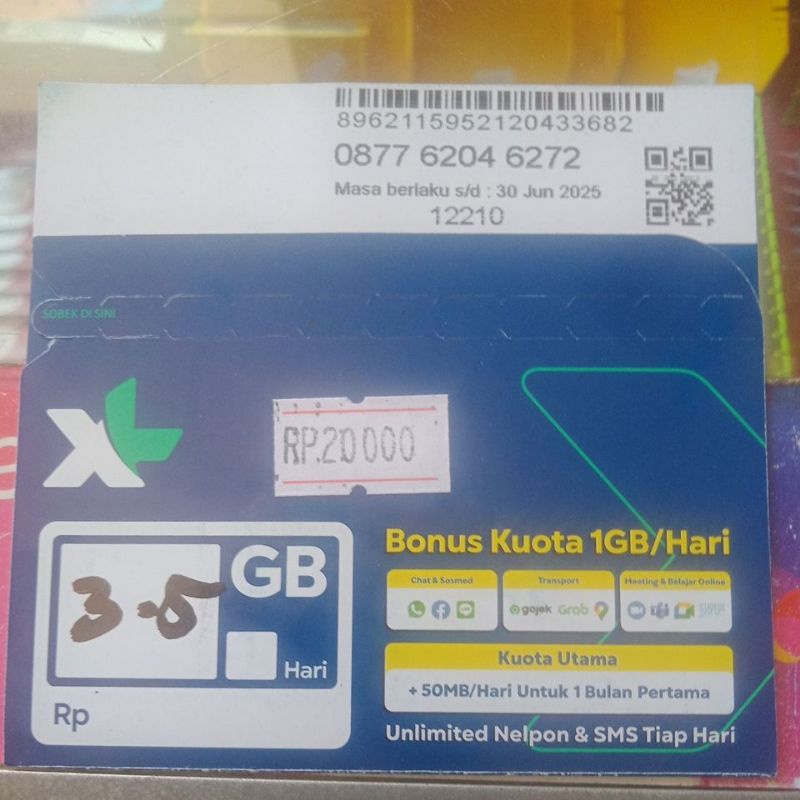 8962115952120433682
0877 6204 6272
Masa berlaku s/d : 30 Jun 2025
12210
SOBEK DI SINI
XL
RP.20000
3.5 GB
Hari
Rp
Bonus Kuota 1GB/Hari
Chat & Sosmed
Transport
Meeting & Belajar Online
gojek Grab
Kuota Utama
+ 50MB/Hari Untuk 1 Bulan Pertama
Unlimited Nelpon & SMS Tiap Hari